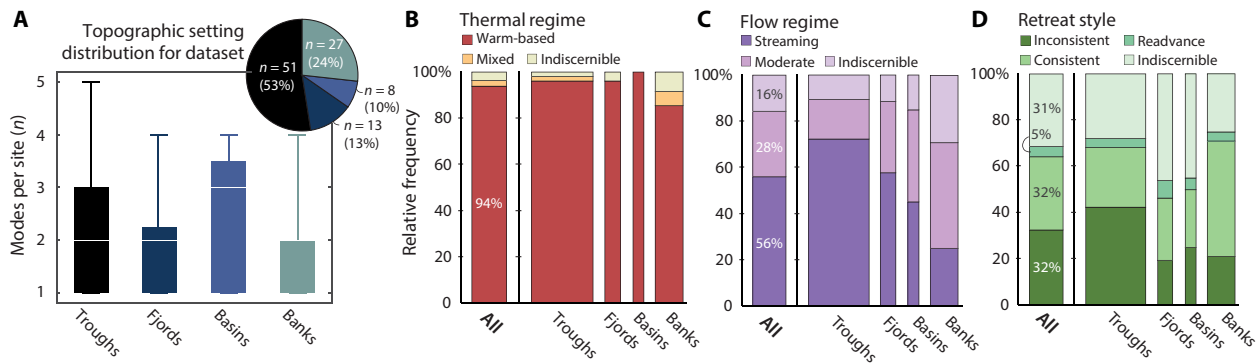 A
Topographic setting
distribution for dataset
n = 27
(24%)
n = 51
(53%)
n = 8
(10%)
n = 13
(13%)
Modes per site (n)
5
4
3
2
1
Troughs
Fjords
Basins
Banks
B
Thermal regime
Warm-based
Mixed
Indiscernible
Relative frequency
100%
80
60
40
20
0
94%
All
Troughs
Fjords
Basins
Banks
C
Flow regime
Streaming
Moderate
Indiscernible
100%
80
60
40
20
0
16%
28%
56%
All
Troughs
Fjords
Basins
Banks
D
Retreat style
Inconsistent
Readvance
Consistent
Indiscernible
100%
80
60
40
20
0
31%
5%
32%
32%
All
Troughs
Fjords
Basins
Banks